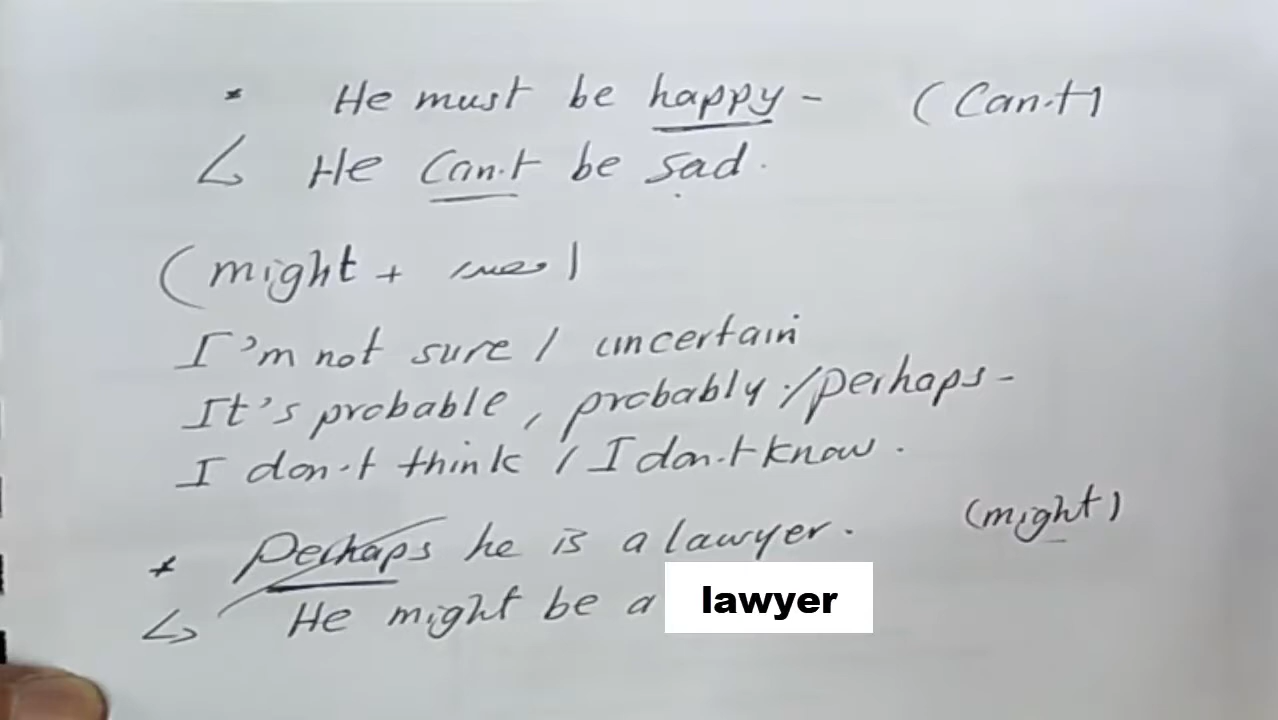 * He must be happy - (Can't)
↳ He Can't be sad.
(might + مصدر)
I'm not sure / uncertain
It's probable, probably / perhaps -
I don't think / I don't know.
* Perhaps he is a lawyer. (might)
↳ He might be a lawyer